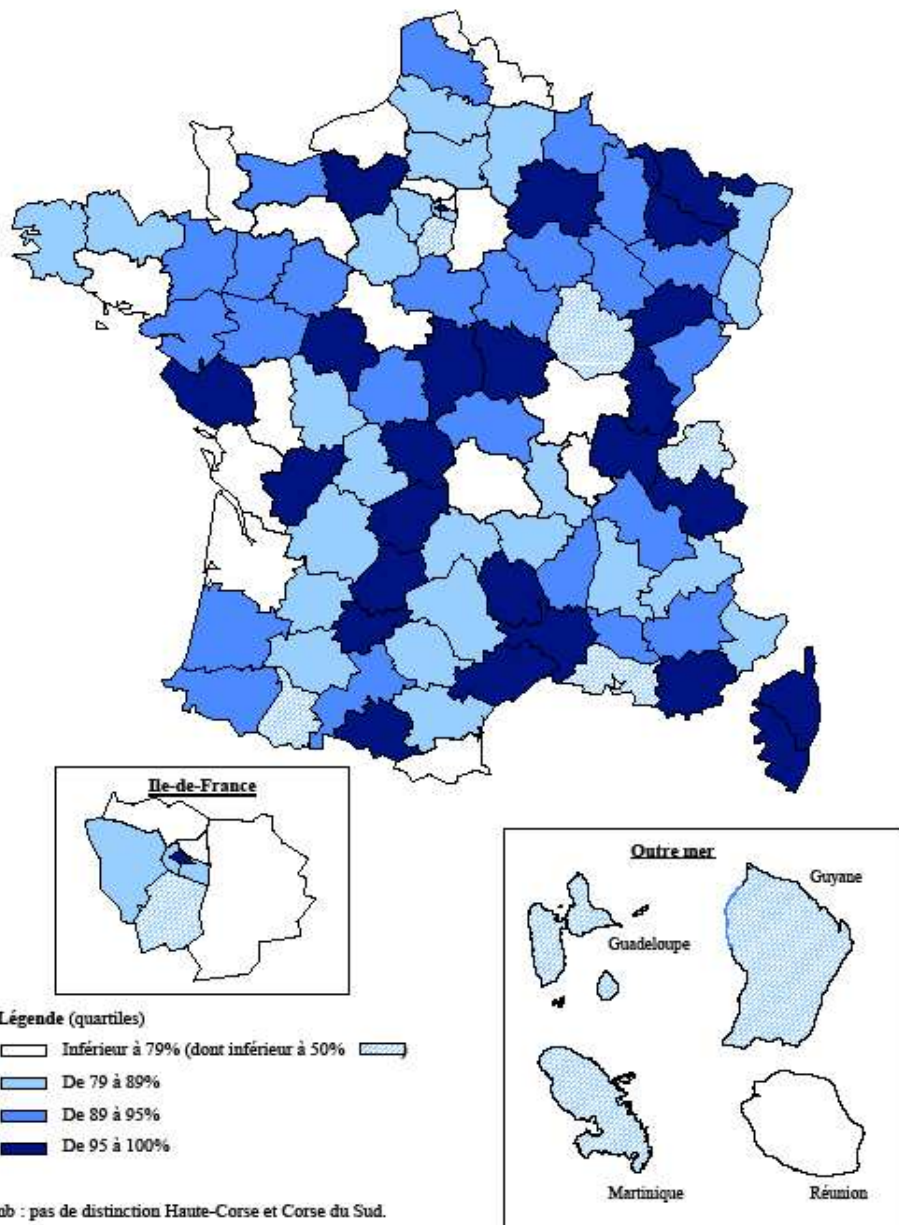 Ile-de-France
Outre mer
Guyane
Guadeloupe
Martinique
Réunion
Légende (quartiles)
Inférieur à 79% (dont inférieur à 50% )
De 79 à 89%
De 89 à 95%
De 95 à 100%
nb : pas de distinction Haute-Corse et Corse du Sud.